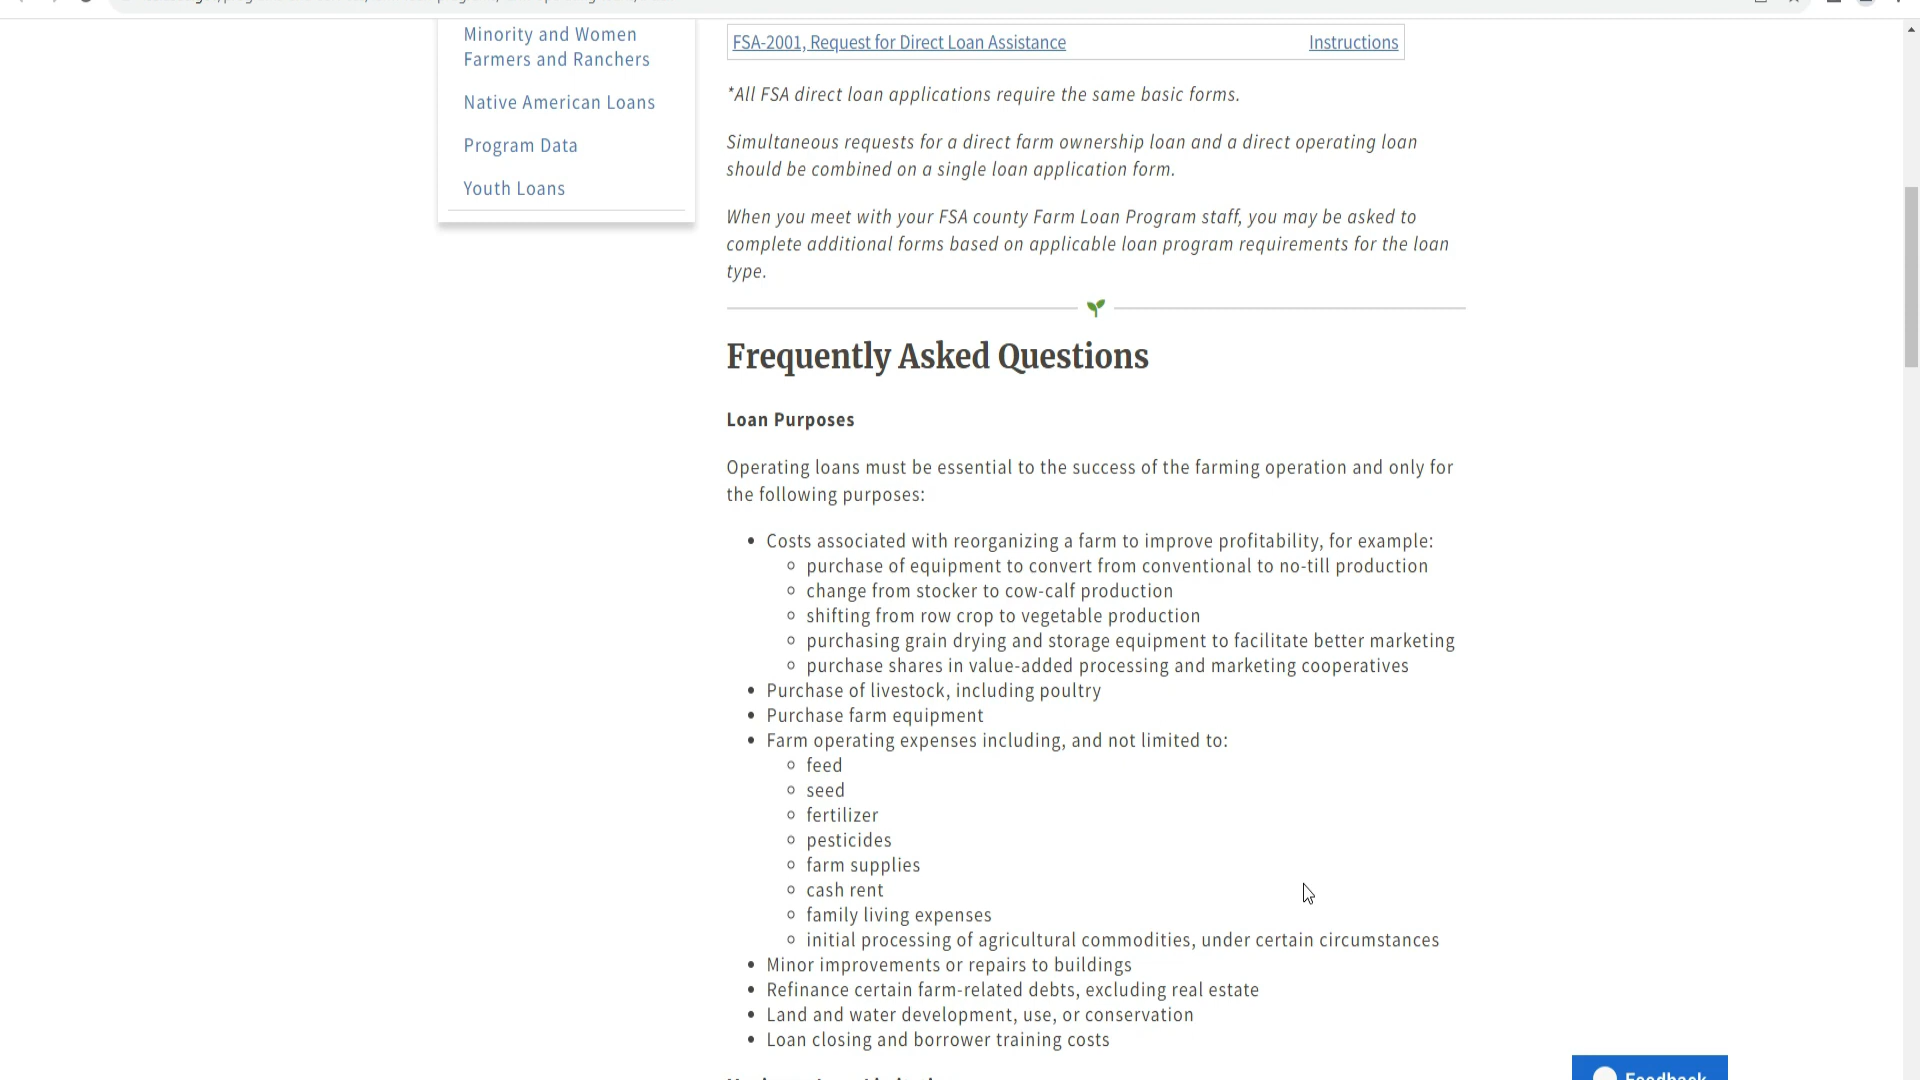 Minority and Women
Farmers and Ranchers
Native American Loans
Program Data
Youth Loans
FSA-2001, Request for Direct Loan Assistance Instructions
*All FSA direct loan applications require the same basic forms.
Simultaneous requests for a direct farm ownership loan and a direct operating loan
should be combined on a single loan application form.
When you meet with your FSA county Farm Loan Program staff, you may be asked to
complete additional forms based on applicable loan program requirements for the loan
type.
Frequently Asked Questions
Loan Purposes
Operating loans must be essential to the success of the farming operation and only for
the following purposes:
Costs associated with reorganizing a farm to improve profitability, for example:
purchase of equipment to convert from conventional to no-till production
change from stocker to cow-calf production
shifting from row crop to vegetable production
purchasing grain drying and storage equipment to facilitate better marketing
purchase shares in value-added processing and marketing cooperatives
Purchase of livestock, including poultry
Purchase farm equipment
Farm operating expenses including, and not limited to:
feed
seed
fertilizer
pesticides
farm supplies
cash rent
family living expenses
initial processing of agricultural commodities, under certain circumstances
Minor improvements or repairs to buildings
Refinance certain farm-related debts, excluding real estate
Land and water development, use, or conservation
Loan closing and borrower training costs
Feedback